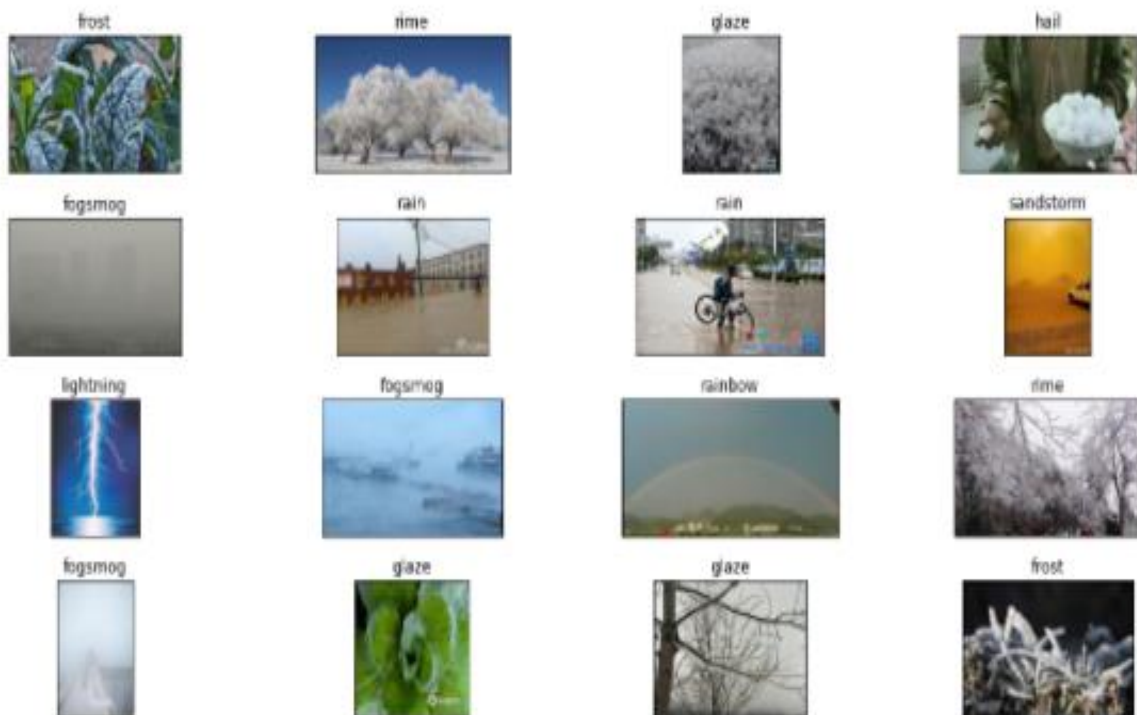 frost
rime
glaze
hail
fogsmog
rain
rain
sandstorm
lightning
fogsmog
rainbow
rime
fogsmog
glaze
glaze
frost